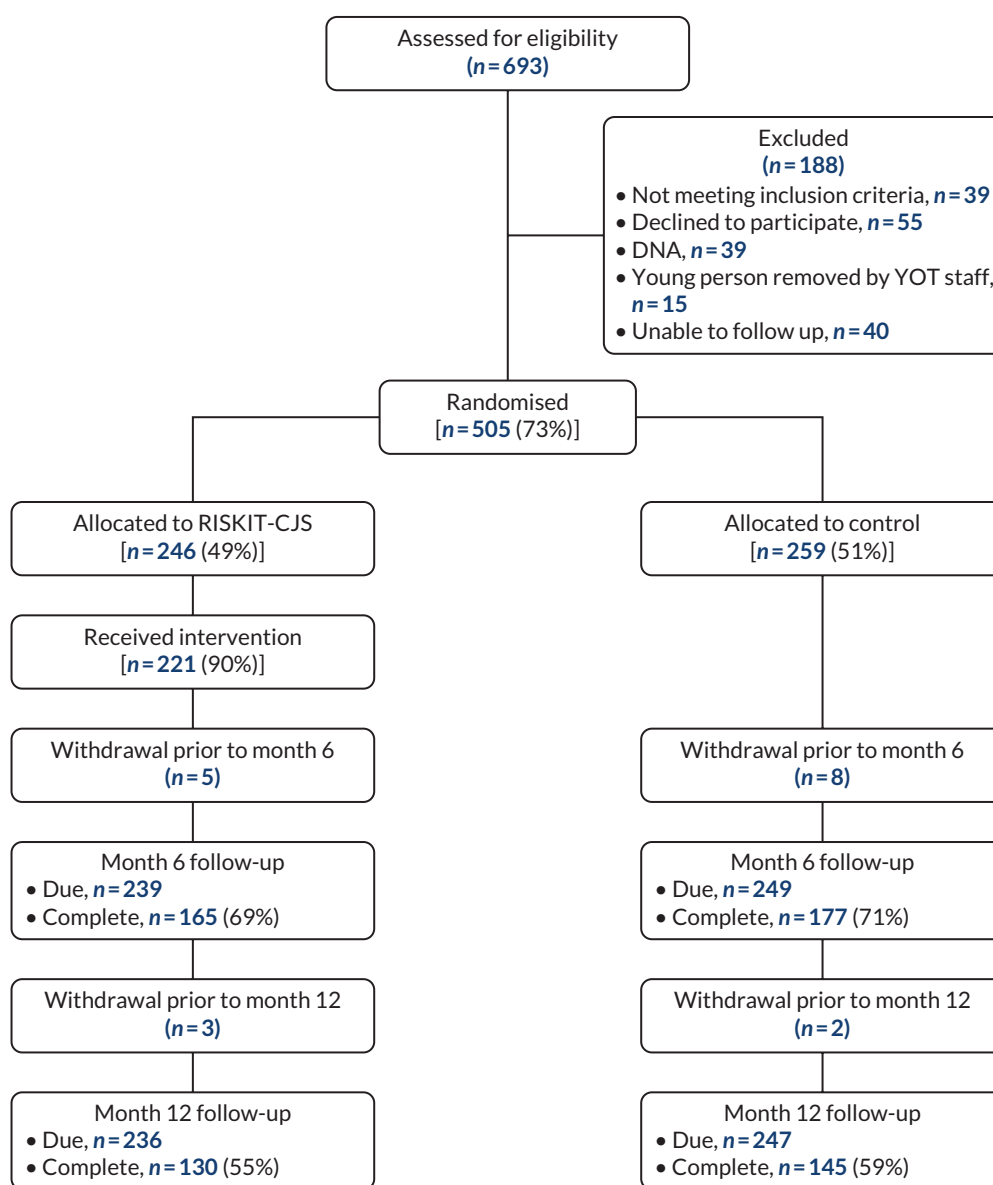 Assessed for eligibility
(n=693)
Excluded
(n=188)
• Not meeting inclusion criteria, n=39
• Declined to participate, n=55
• DNA, n=39
• Young person removed by YOT staff,
n=15
• Unable to follow up, n=40
Randomised
[n=505 (73%)]
Allocated to RISKIT-CJS
[n=246 (49%)]
Received intervention
[n=221 (90%)]
Withdrawal prior to month 6
(n=5)
Month 6 follow-up
• Due, n=239
• Complete, n=165 (69%)
Withdrawal prior to month 12
(n=3)
Month 12 follow-up
• Due, n=236
• Complete, n=130 (55%)
Allocated to control
[n=259 (51%)]
Withdrawal prior to month 6
(n=8)
Month 6 follow-up
• Due, n=249
• Complete, n=177 (71%)
Withdrawal prior to month 12
(n=2)
Month 12 follow-up
• Due, n=247
• Complete, n=145 (59%)